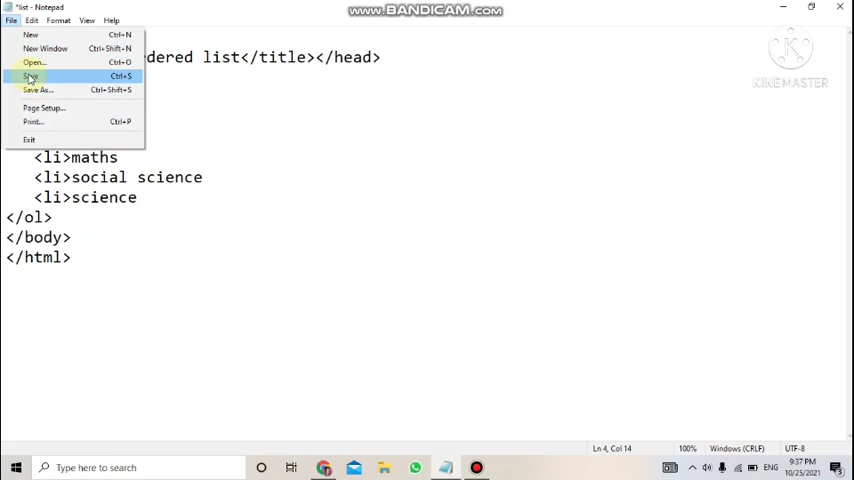 *list - Notepad
www.BANDICAM.com
File Edit Format View Help
New Ctrl+N
New Window Ctrl+Shift+N
Open... Ctrl+O
Save Ctrl+S
Save As... Ctrl+Shift+S
Page Setup...
Print... Ctrl+P
Exit
dered list</title></head>
K
KINEMASTER
<li>maths
<li>social science
<li>science
</ol>
</body>
</html>
Ln 4, Col 14 100% Windows (CRLF) UTF-8
Type here to search
ENG
9:37 PM
10/25/2021
3